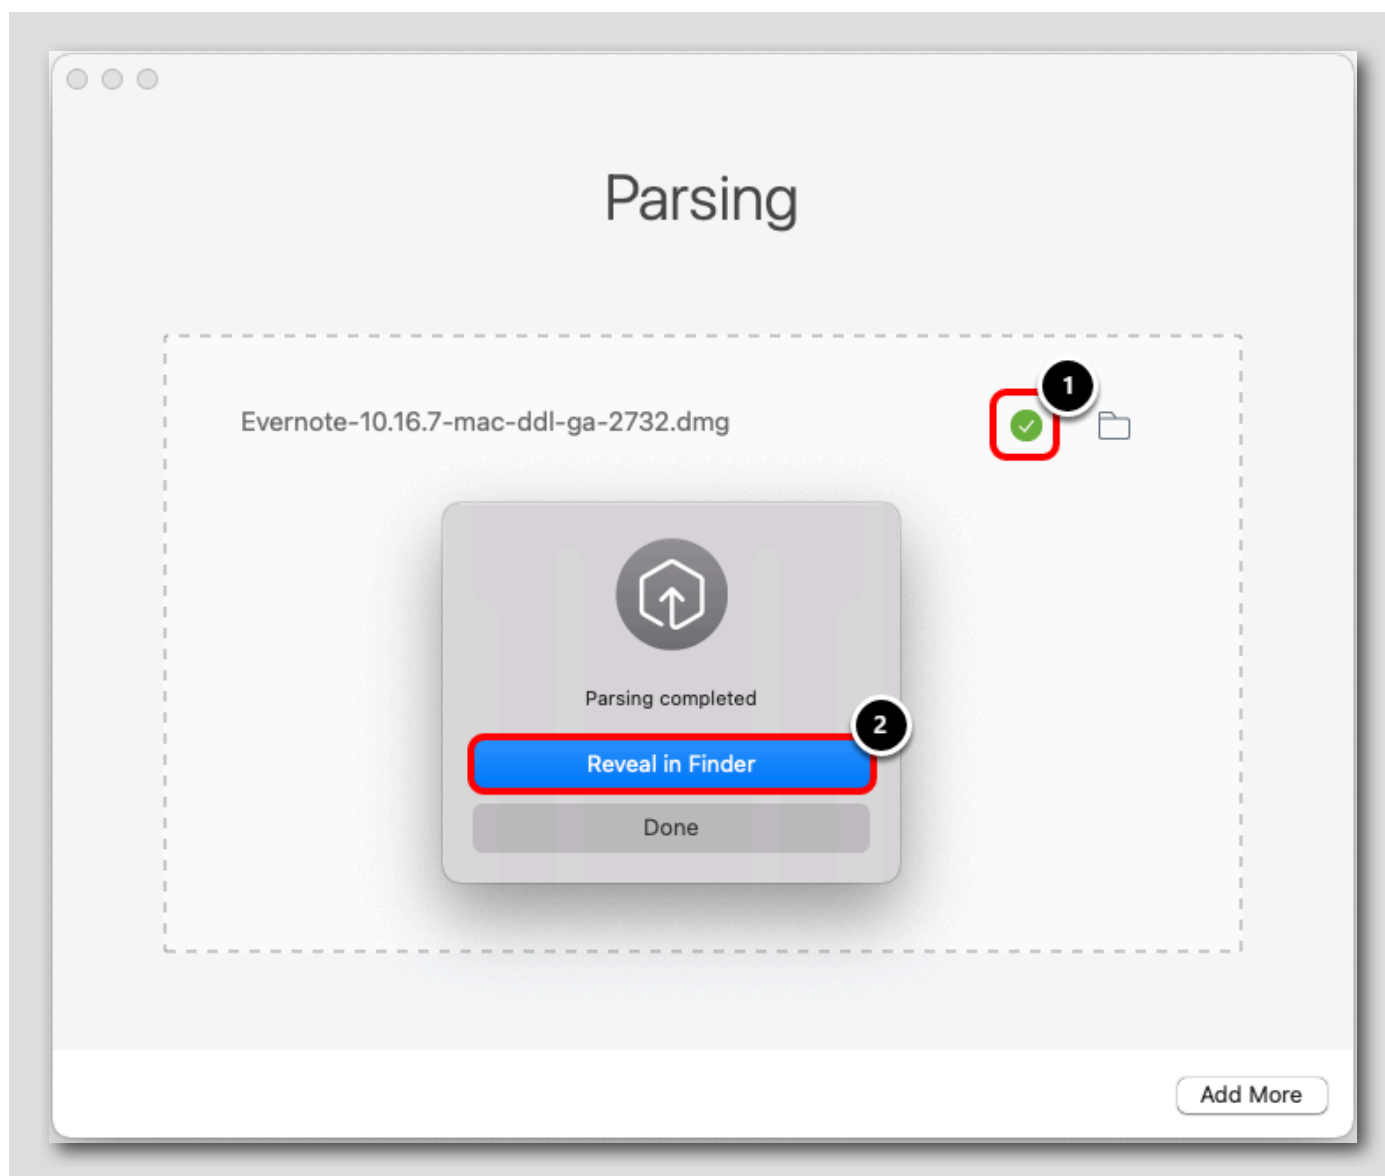 Parsing
1
Evernote-10.16.7-mac-ddl-ga-2732.dmg
Parsing completed
2
Reveal in Finder
Done
Add More